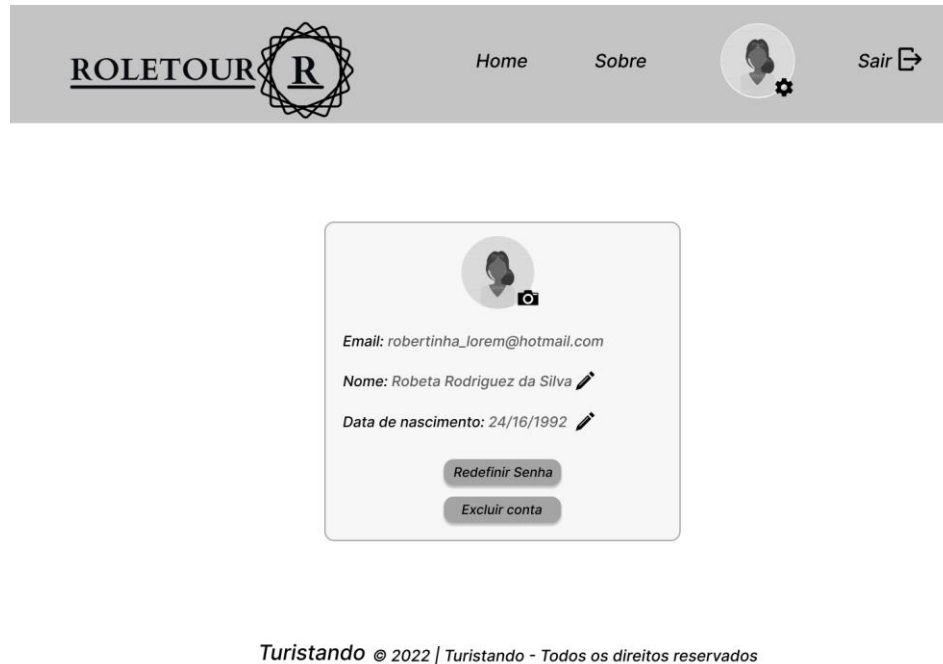 ROLETOUR R
Home Sobre Sair
Email: robertinha_lorem@hotmail.com
Nome: Robeta Rodriguez da Silva
Data de nascimento: 24/16/1992
Redefinir Senha
Excluir conta
Turistando © 2022 | Turistando - Todos os direitos reservados